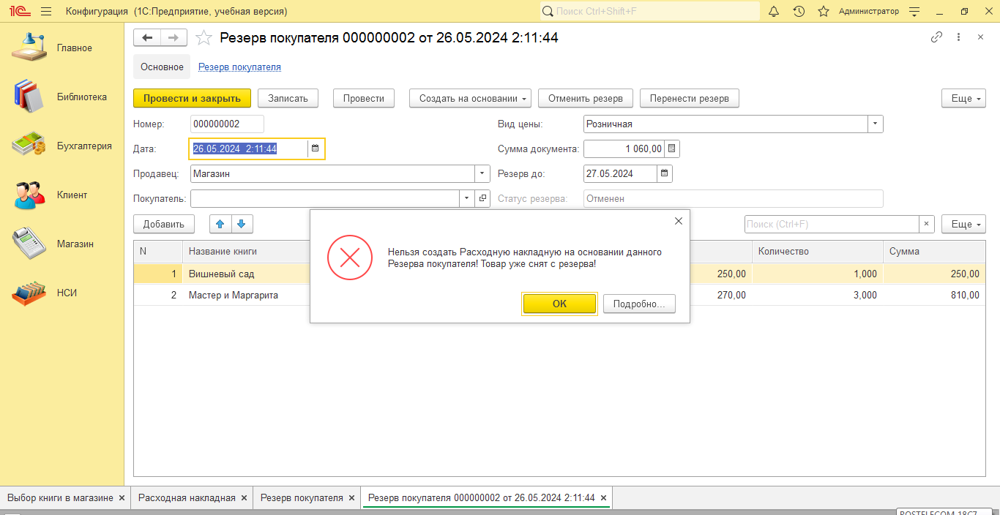 1С Конфигурация (1С:Предприятие, учебная версия)
Поиск Ctrl+Shift+F
Администратор
Главное
Библиотека
Бухгалтерия
Клиент
Магазин
НСИ
Резерв покупателя 000000002 от 26.05.2024 2:11:44
Основное Резерв покупателя
Провести и закрыть Записать Провести Создать на основании Отменить резерв Перенести резерв Еще
Номер: 000000002 Вид цены: Розничная
Дата: 26.05.2024 2:11:44 Сумма документа: 1 060,00
Продавец: Магазин Резерв до: 27.05.2024
Покупатель: Статус резерва: Отменен
Добавить Поиск (Ctrl+F) × Еще
N Название книги Количество Сумма
1 Вишневый сад 250,00 1,000 250,00
2 Мастер и Маргарита 270,00 3,000 810,00
Нельзя создать Расходную накладную на основании данного
Резерва покупателя! Товар уже снят с резерва!
ОК Подробно...
Выбор книги в магазине × Расходная накладная × Резерв покупателя × Резерв покупателя 000000002 от 26.05.2024 2:11:44 ×